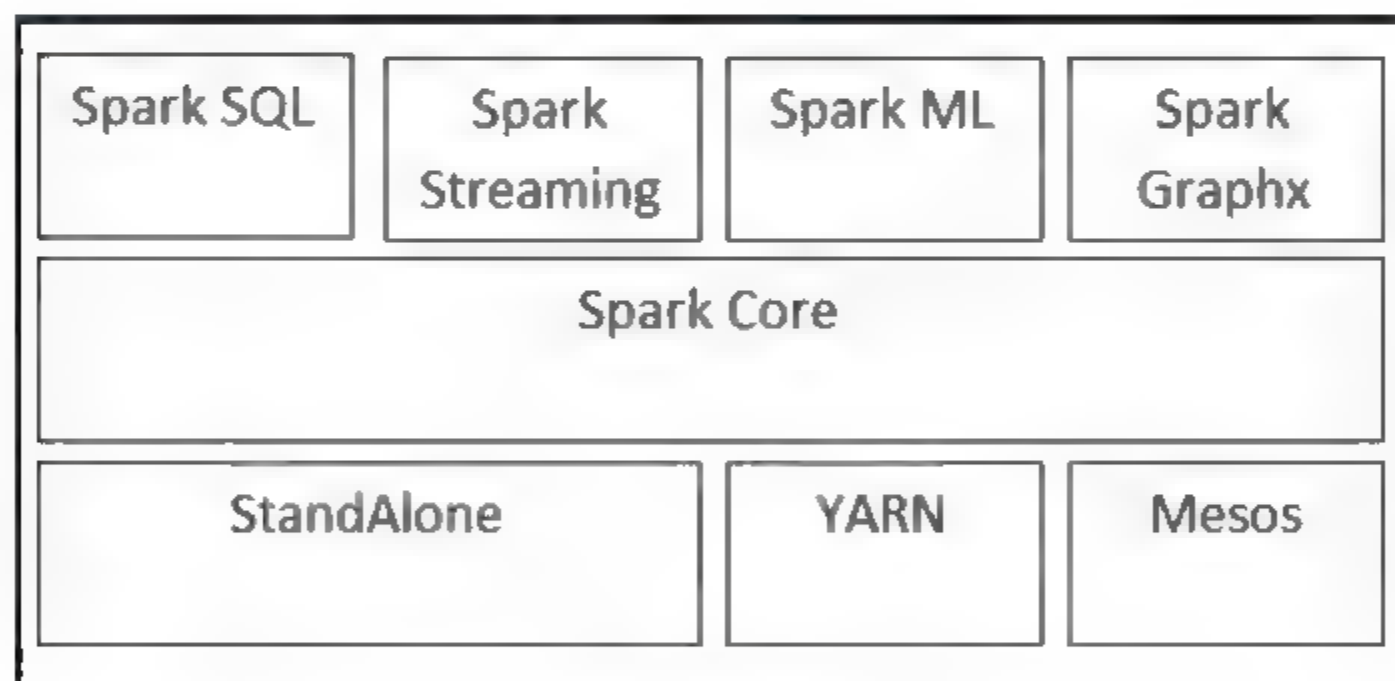 Spark SQL
Spark
Streaming
Spark ML
Spark
Graphx
Spark Core
StandAlone
YARN
Mesos